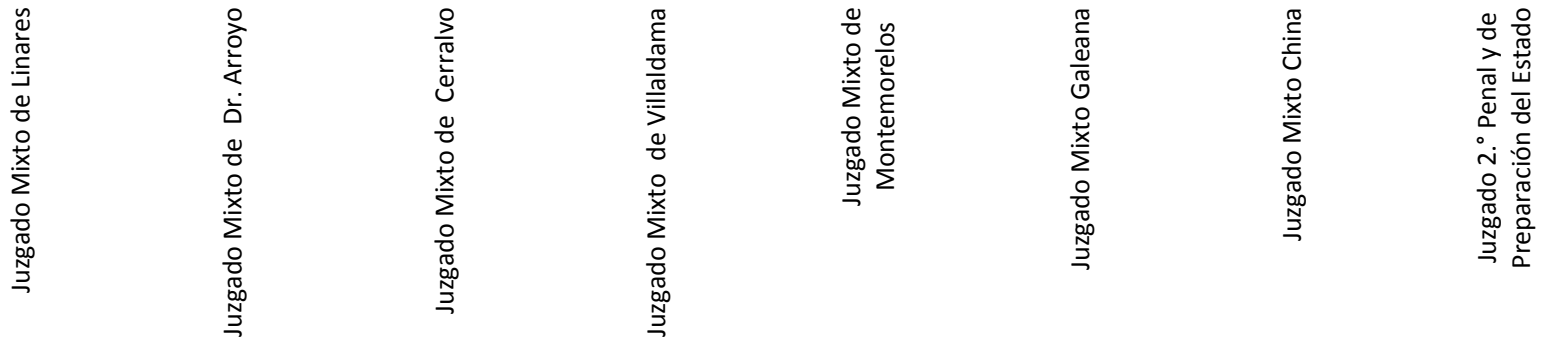 Juzgado Mixto de Linares
Juzgado Mixto de Dr. Arroyo
Juzgado Mixto de Cerralvo
Juzgado Mixto de Villaldama
Juzgado Mixto de
Montemorelos
Juzgado Mixto Galeana
Juzgado Mixto China
Juzgado 2.° Penal y de
Preparación del Estado